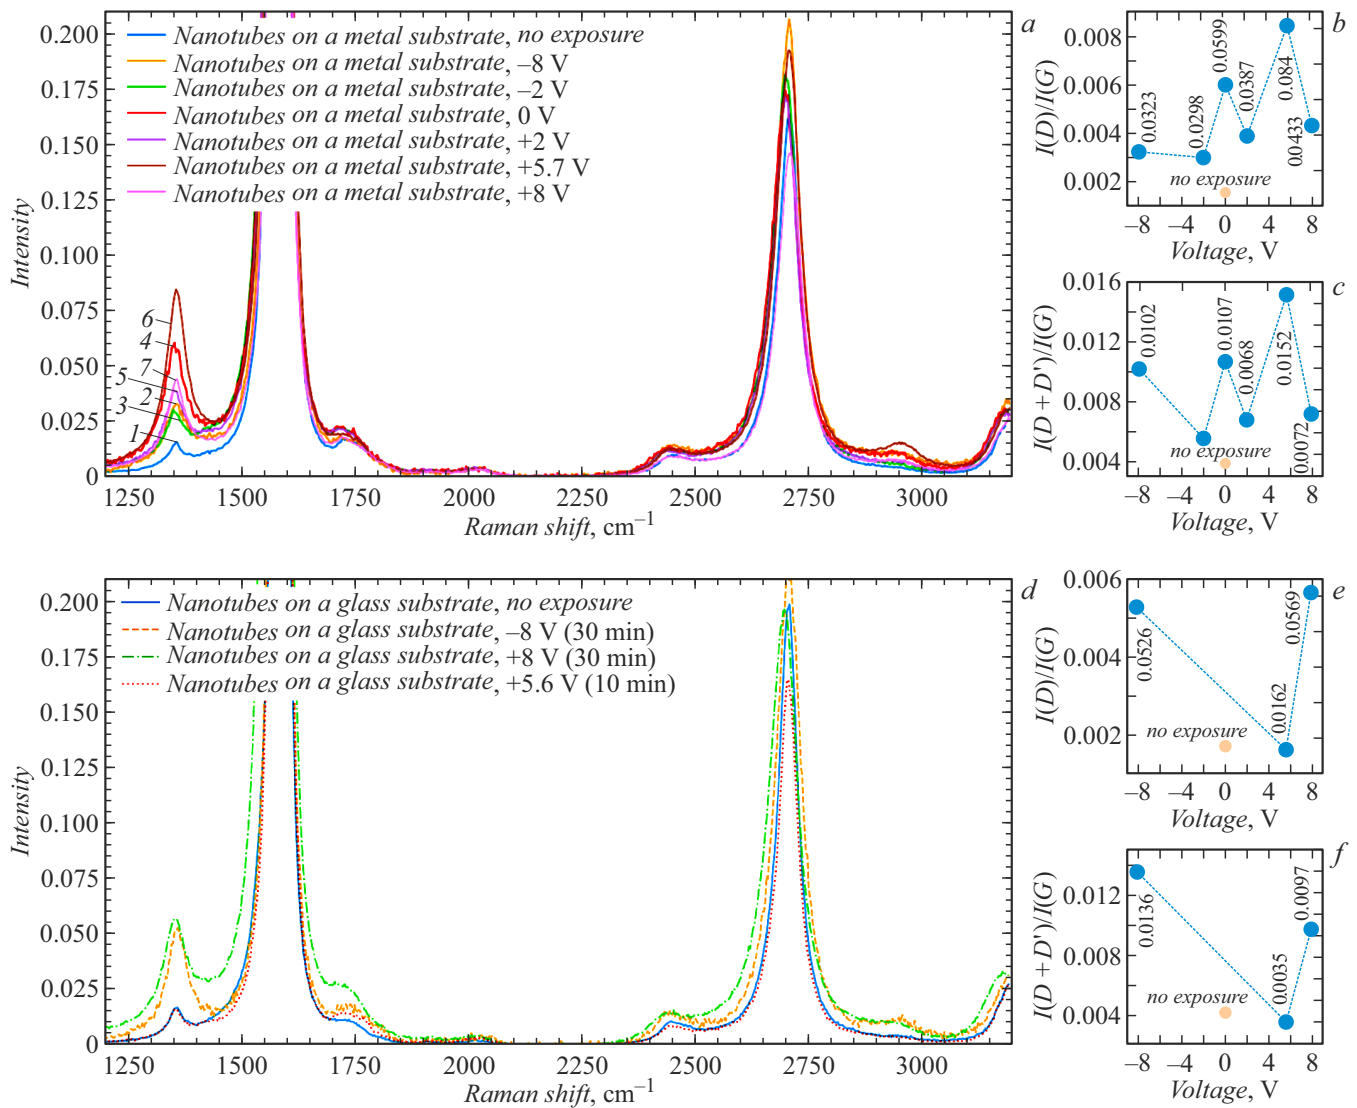 a
0.200
0.175
0.150
0.125
0.100
0.075
0.050
0.025
0
Intensity
Nanotubes on a metal substrate, no exposure
Nanotubes on a metal substrate, –8 V
Nanotubes on a metal substrate, –2 V
Nanotubes on a metal substrate, 0 V
Nanotubes on a metal substrate, +2 V
Nanotubes on a metal substrate, +5.7 V
Nanotubes on a metal substrate, +8 V
6
4
7
5
2
3
1
1250 1500 1750 2000 2250 2500 2750 3000
Raman shift, cm–1
b
0.008
0.006
0.004
0.002
I(D)/I(G)
0.0323
0.0298
0.0599
0.0387
0.084
0.0433
no exposure
–8 –4 0 4 8
Voltage, V
c
0.016
0.012
0.008
0.004
I(D + D')/I(G)
0.0102
0.0107
0.0068
0.0152
0.0072
no exposure
–8 –4 0 4 8
Voltage, V
d
0.200
0.175
0.150
0.125
0.100
0.075
0.050
0.025
0
Intensity
Nanotubes on a glass substrate, no exposure
Nanotubes on a glass substrate, –8 V (30 min)
Nanotubes on a glass substrate, +8 V (30 min)
Nanotubes on a glass substrate, +5.6 V (10 min)
1250 1500 1750 2000 2250 2500 2750 3000
Raman shift, cm–1
e
0.006
0.004
0.002
I(D)/I(G)
0.0526
0.0162
0.0569
no exposure
–8 –4 0 4 8
Voltage, V
f
0.012
0.008
0.004
I(D + D')/I(G)
0.0136
0.0035
0.0097
no exposure
–8 –4 0 4 8
Voltage, V